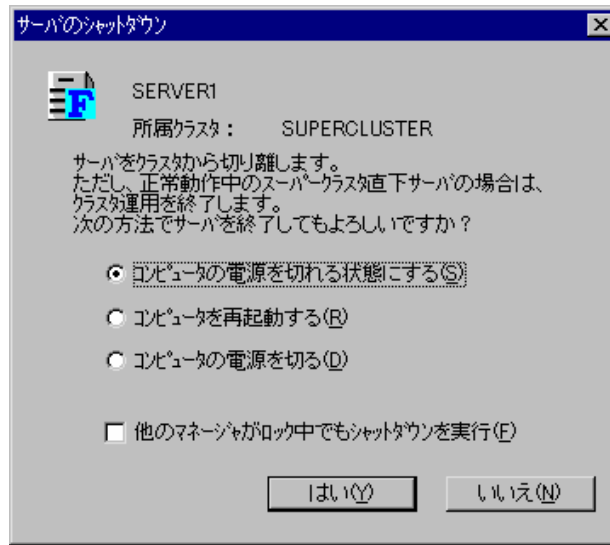 サーバのシャットダウン
F
SERVER1
所属クラスタ： SUPERCLUSTER
サーバをクラスタから切り離します。
ただし、正常動作中のスーパークラスタ直下サーバの場合は、
クラスタ運用を終了します。
次の方法でサーバを終了してもよろしいですか？
コンピュータの電源を切れる状態にする(S)
コンピュータを再起動する(R)
コンピュータの電源を切る(D)
他のマネージャがロック中でもシャットダウンを実行(F)
はい(Y) いいえ(N)